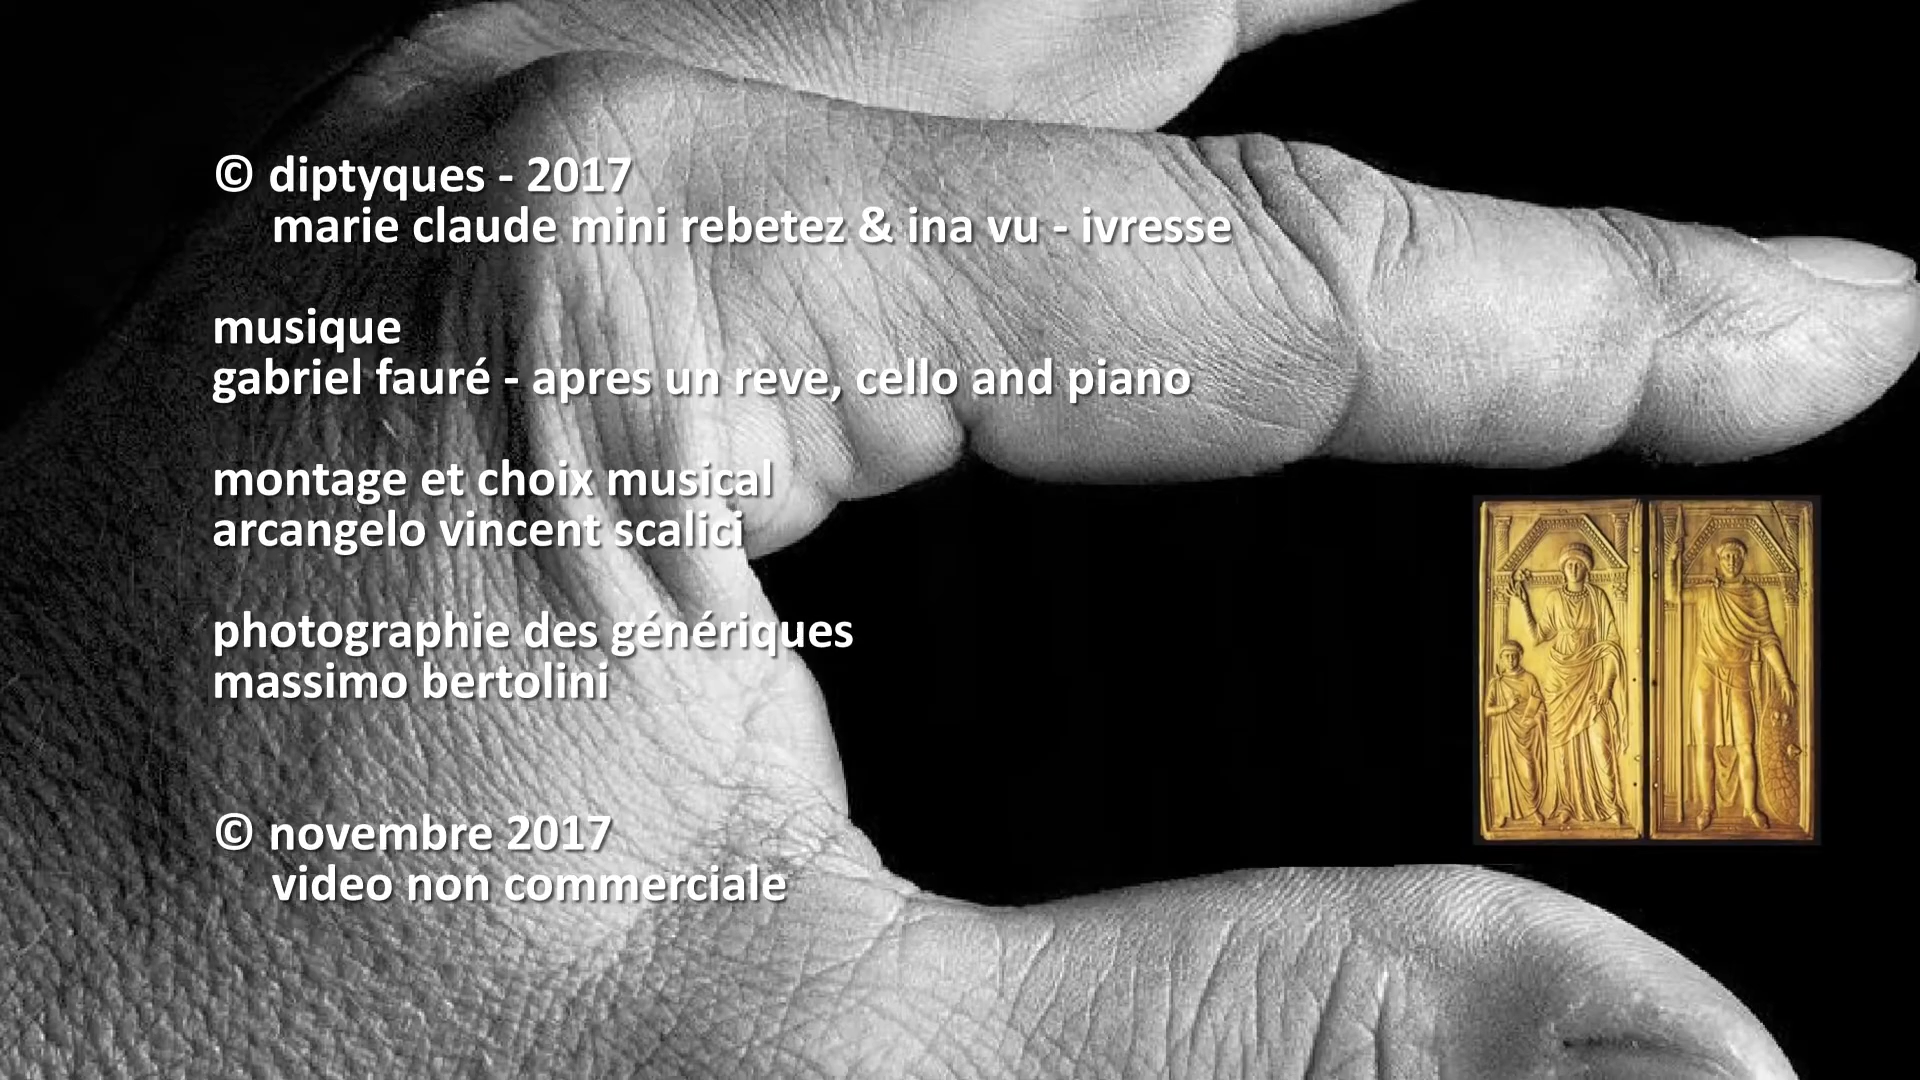 © diptyques - 2017
marie claude mini rebetez & ina vu - ivresse
musique
gabriel fauré - apres un reve, cello and piano
montage et choix musical
arcangelo vincent scalici
photographie des génériques
massimo bertolini
© novembre 2017
video non commerciale